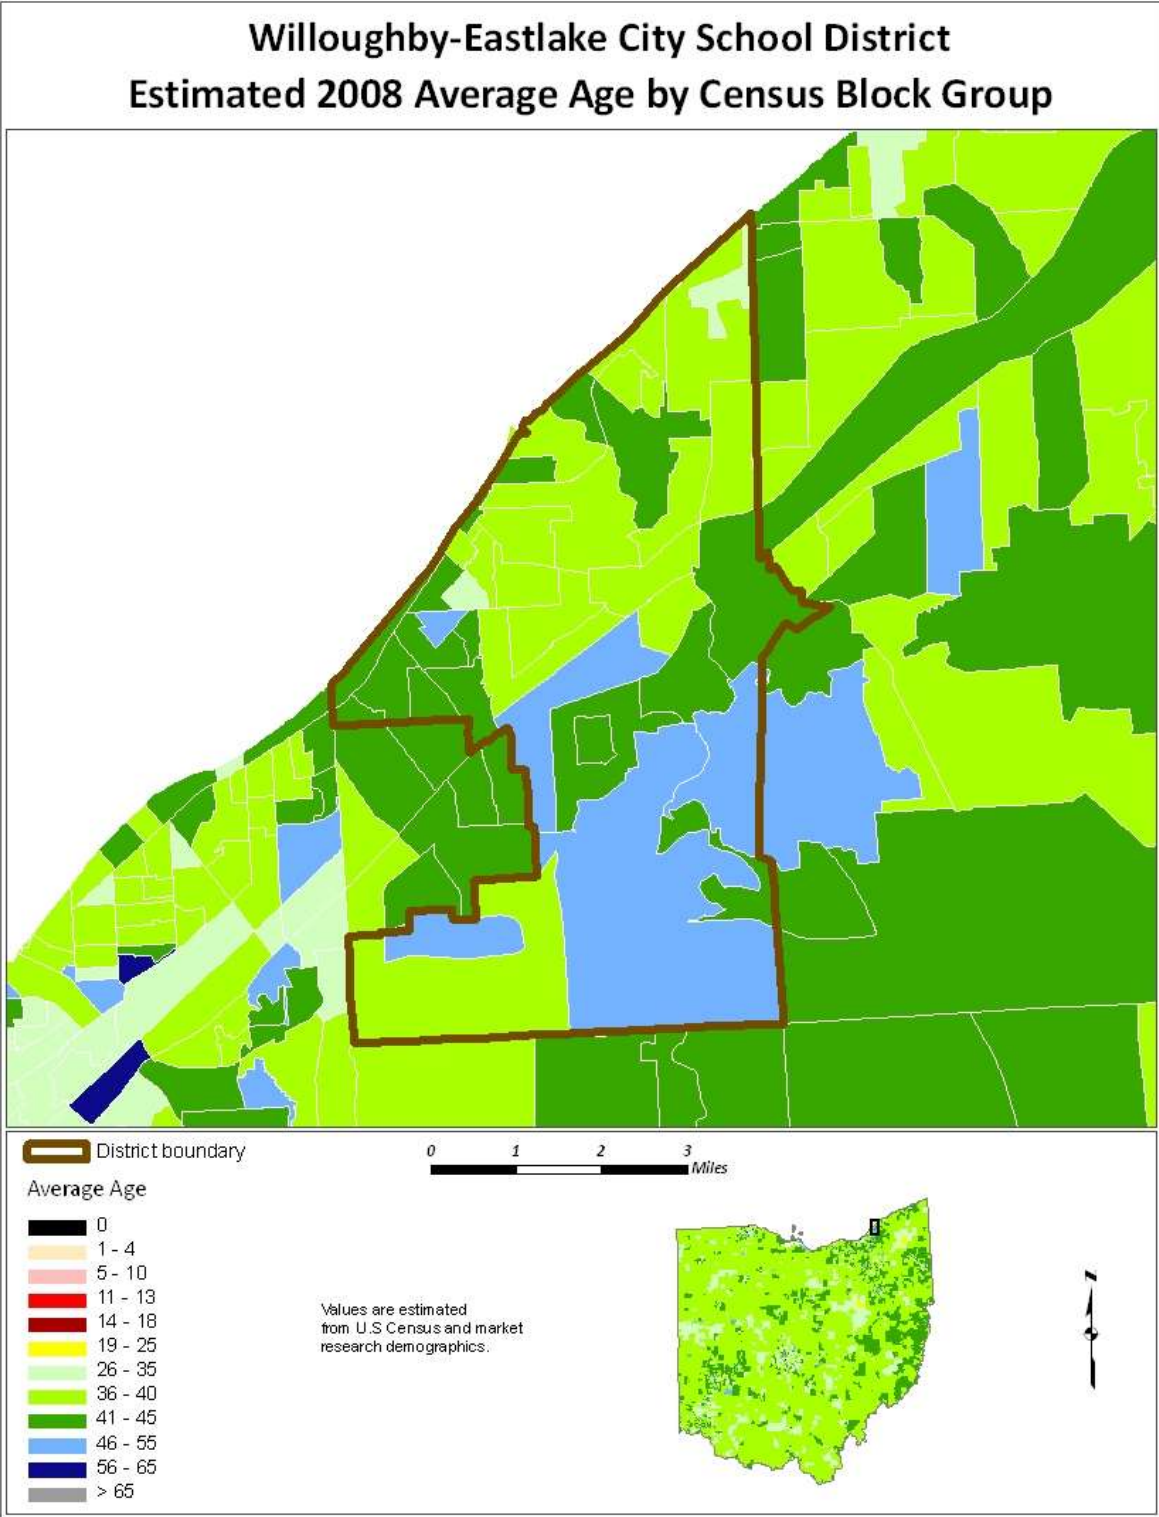 Willoughby-Eastlake City School District
Estimated 2008 Average Age by Census Block Group
District boundary
0 1 2 3
Miles
Average Age
0
1 - 4
5 - 10
11 - 13
14 - 18
19 - 25
26 - 35
36 - 40
41 - 45
46 - 55
56 - 65
> 65
Values are estimated
from U.S Census and market
research demographics.
N